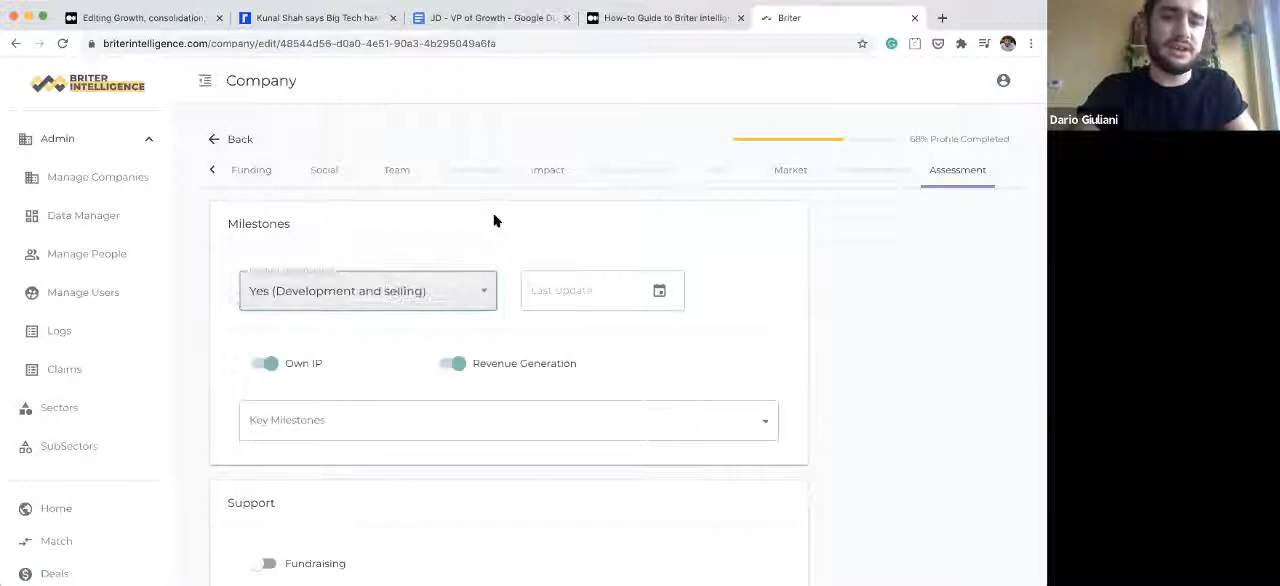 Editing Growth, consolidation,
Kunal Shah says Big Tech has
JD - VP of Growth - Google Do
How-to Guide to Briter Intellig
Briter
briterintelligence.com/company/edit/48544d56-d0a0-4e51-90a3-4b295049a6fa
BRITER
INTELLIGENCE
Company
Dario Giuliani
Admin
Back
68% Profile Completed
Funding
Social
Team
Impact
Market
Assessment
Manage Companies
Data Manager
Manage People
Manage Users
Logs
Claims
Sectors
SubSectors
Home
Match
Deals
Milestones
Yes (Development and selling)
Last Update
Own IP
Revenue Generation
Key Milestones
Support
Fundraising